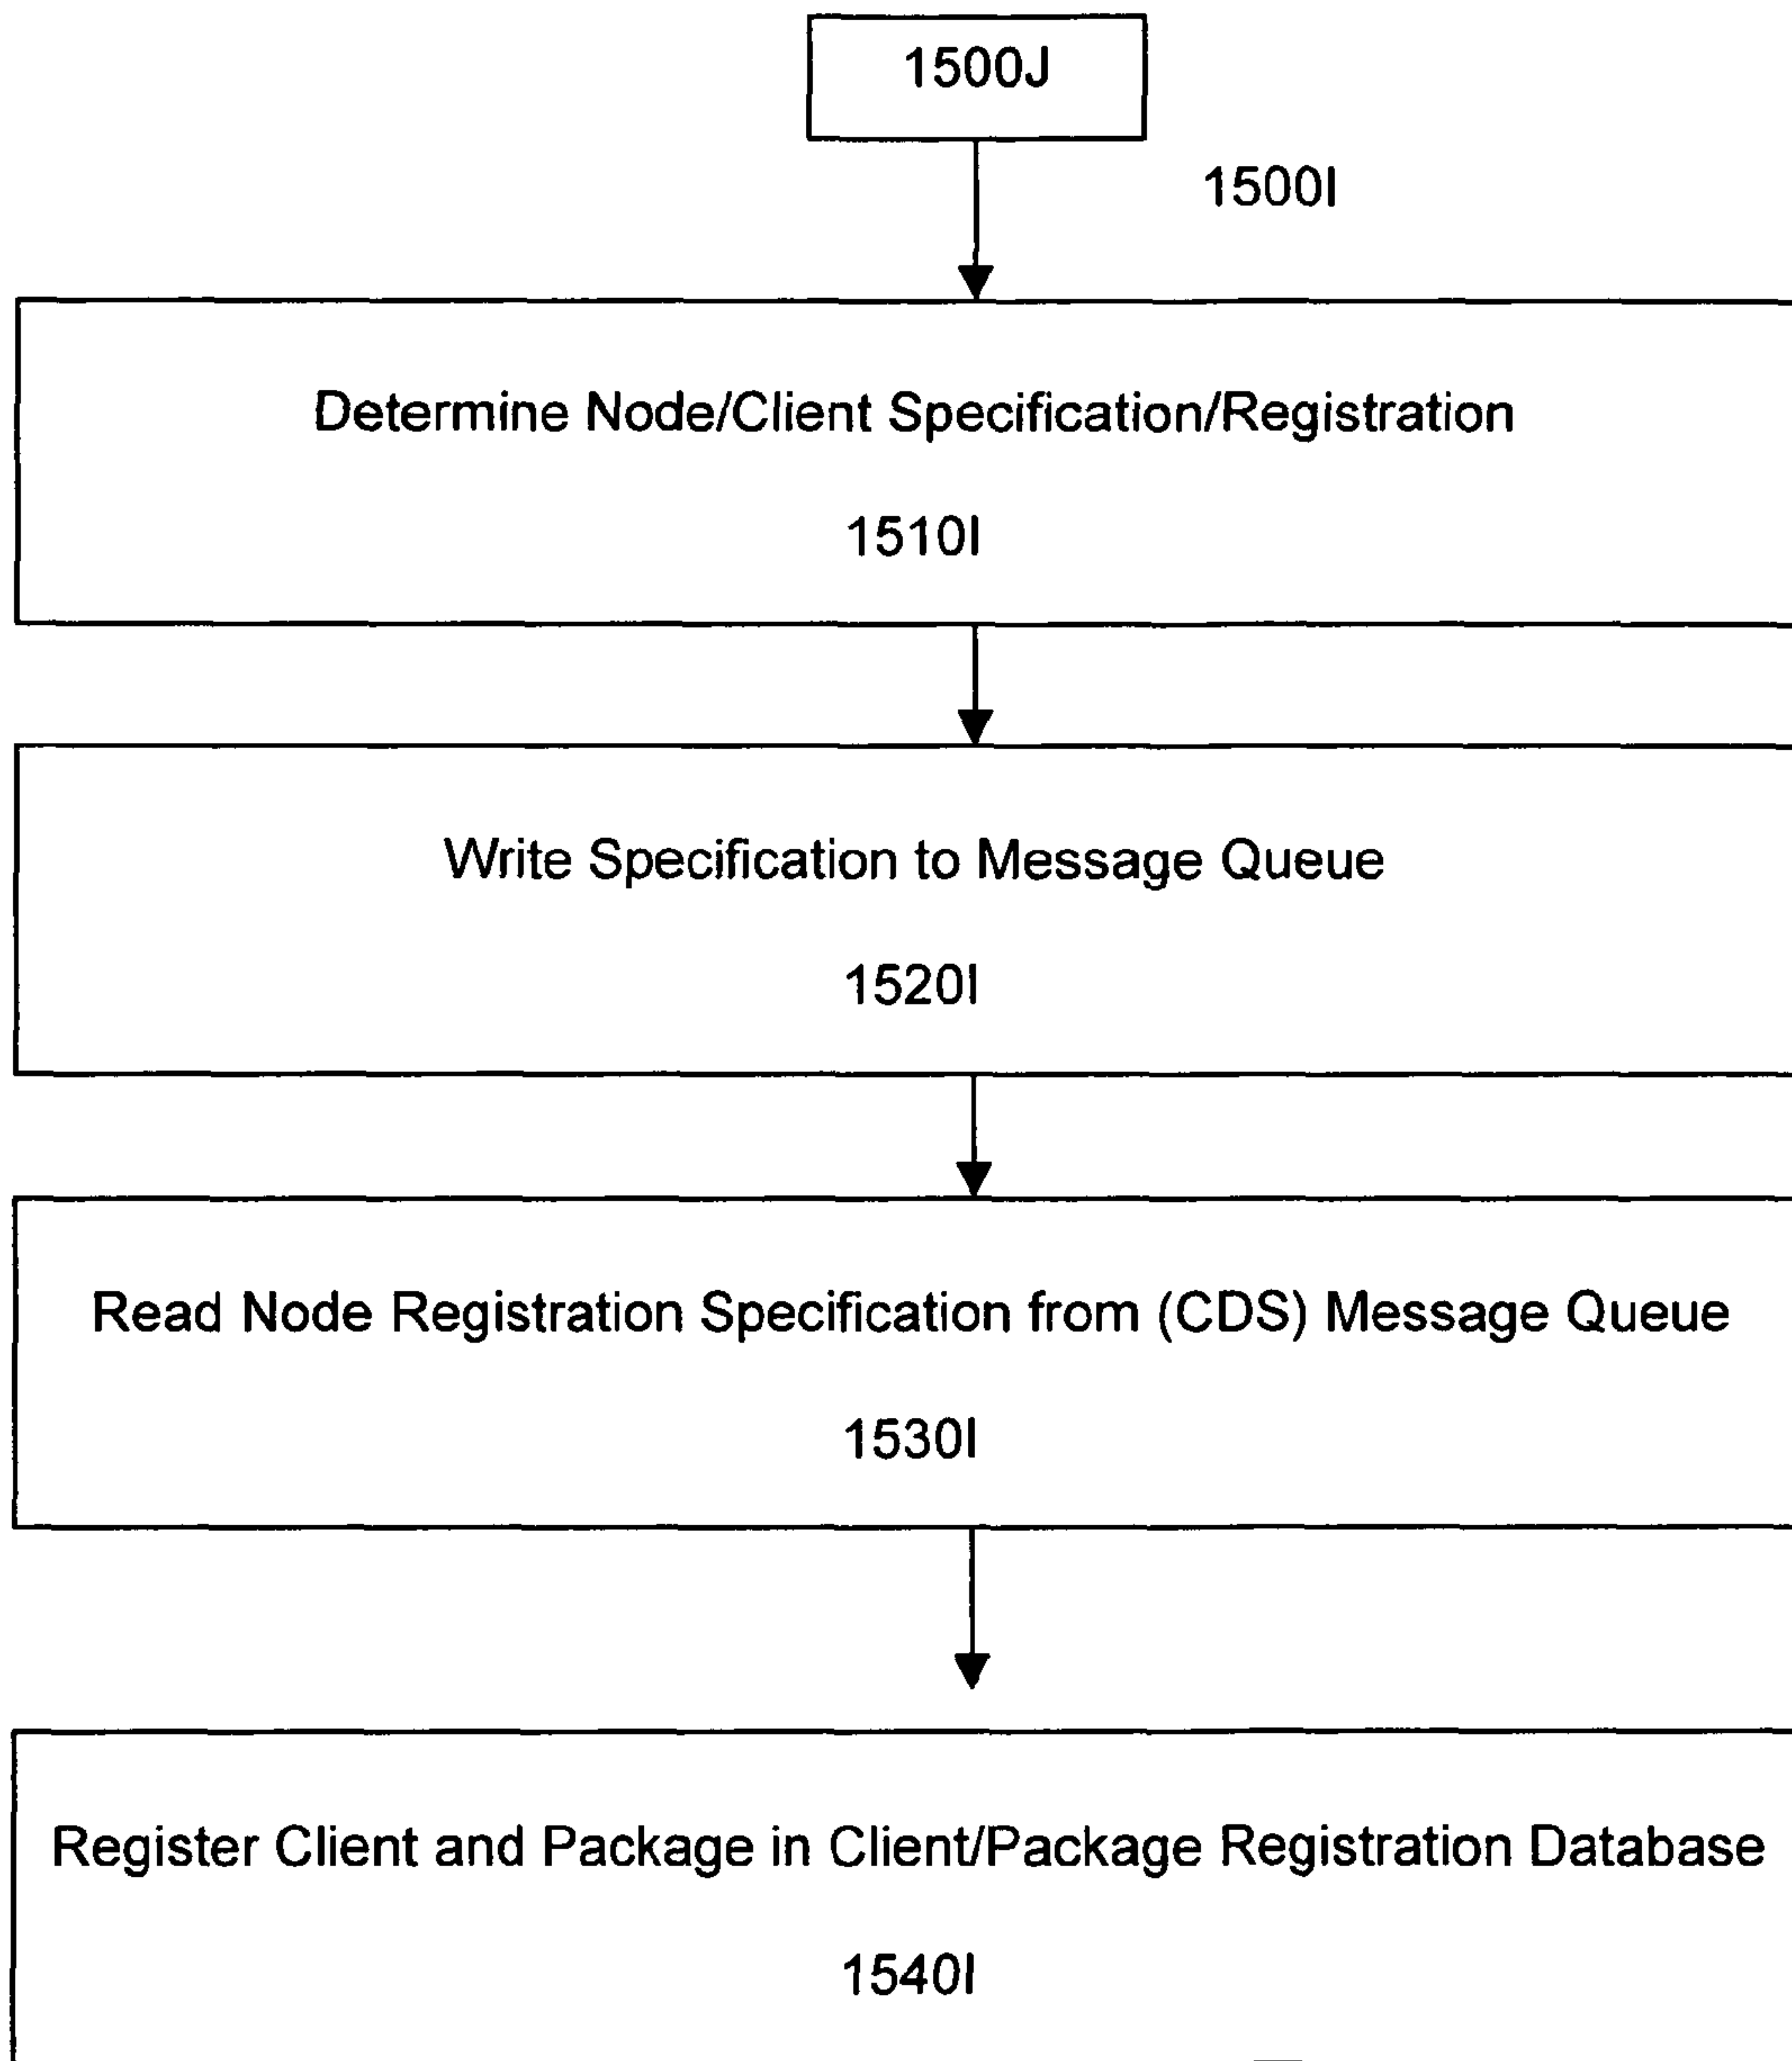 1500J
1500I
Determine Node/Client Specification/Registration
1510I
Write Specification to Message Queue
1520I
Read Node Registration Specification from (CDS) Message Queue
1530I
Register Client and Package in Client/Package Registration Database
1540I